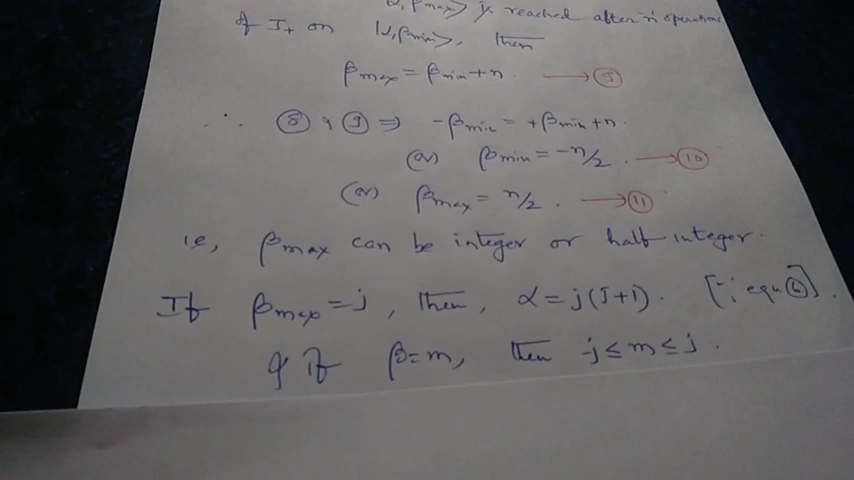 α, βmax> is reached after 'n' operations
of J+ on |α, βmin>, then
βmax = βmin + n. → (9)
∴ (8) & (9) ⇒ -βmin = +βmin + n.
(or) βmin = -n/2. → (10)
(or) βmax = n/2. → (11)
ie, βmax can be integer or half integer.
If βmax = j, then, α = j(j+1). [∵ equ (6)].
& If β = m, then -j ≤ m ≤ j.